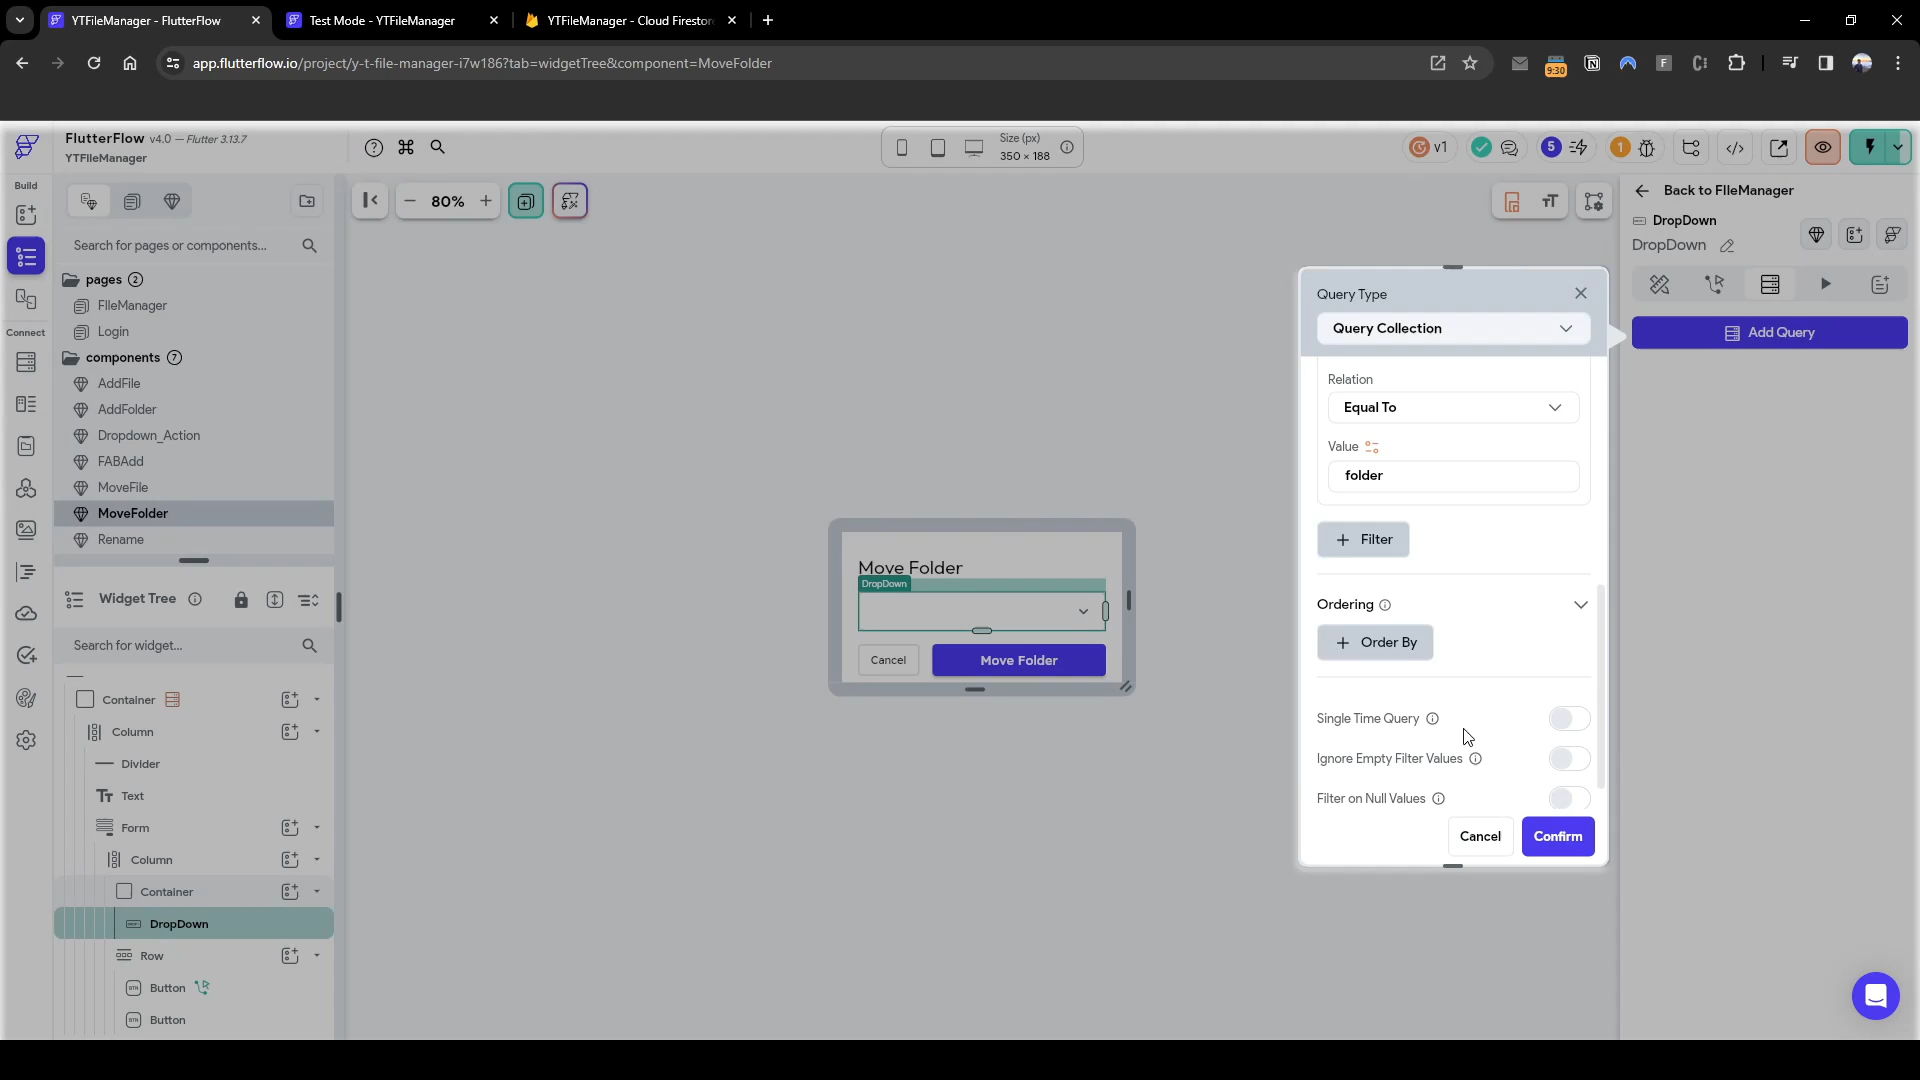 YTFileManager - FlutterFlow
Test Mode - YTFileManager
YTFileManager - Cloud Firestor
app.flutterflow.io/project/y-t-file-manager-i7w186?tab=widgetTree&component=MoveFolder
9:30
FlutterFlow v4.0 — Flutter 3.13.7
YTFileManager
Size (px)
350 × 188
v1
5
1
Build
Connect
Search for pages or components...
pages 2
FIleManager
Login
components 7
AddFile
AddFolder
Dropdown_Action
FABAdd
MoveFile
MoveFolder
Rename
Widget Tree
Search for widget...
Container
Column
Divider
Text
Form
Column
Container
DropDown
Row
Button
Button
80%
Move Folder
DropDown
Cancel
Move Folder
Query Type
Query Collection
Relation
Equal To
Value
folder
Filter
Ordering
Order By
Single Time Query
Ignore Empty Filter Values
Filter on Null Values
Cancel
Confirm
Back to FIleManager
DropDown
DropDown
Add Query